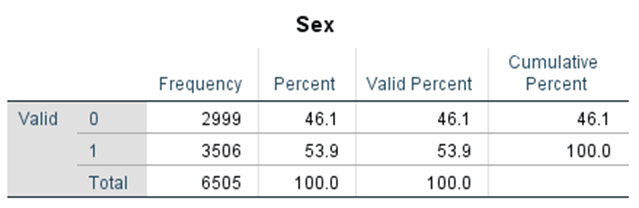 Sex
Frequency Percent Valid Percent Cumulative Percent
Valid 0 2999 46.1 46.1 46.1
1 3506 53.9 53.9 100.0
Total 6505 100.0 100.0